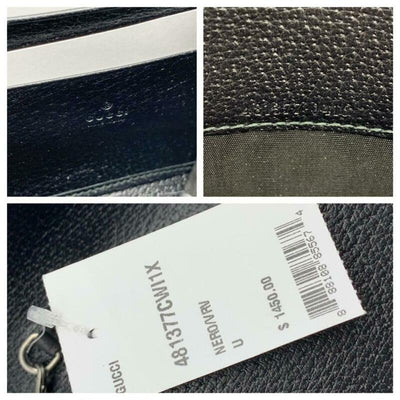 GUCCI
481377CWI1X
NERO/VRV
U
$ 1450.00